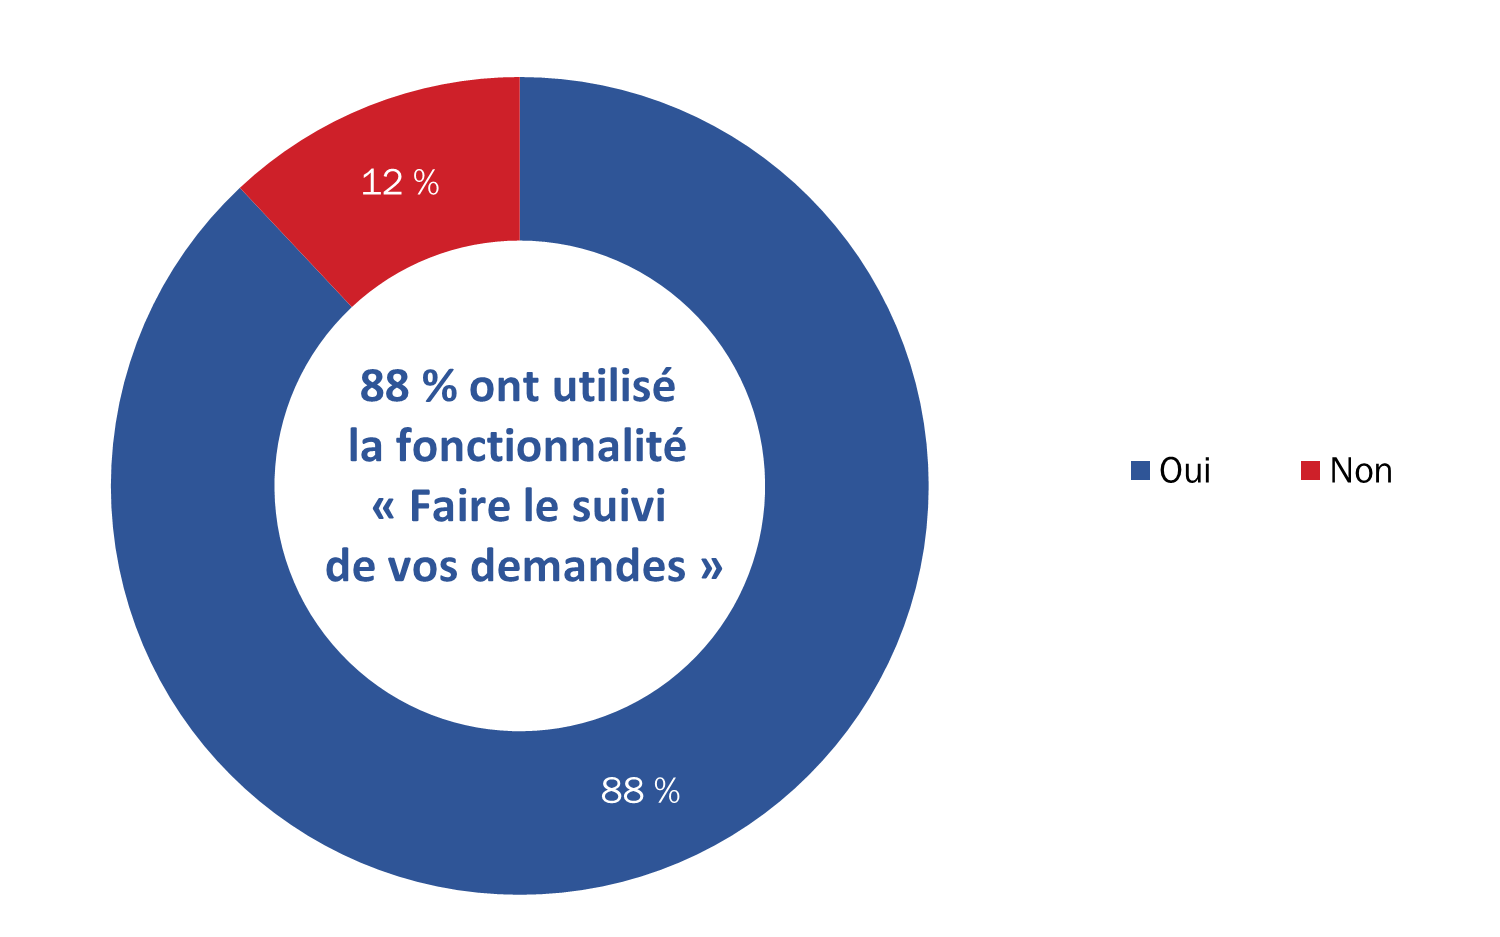 12 %
88 % ont utilisé
la fonctionnalité
« Faire le suivi
de vos demandes »
Oui
Non
88 %